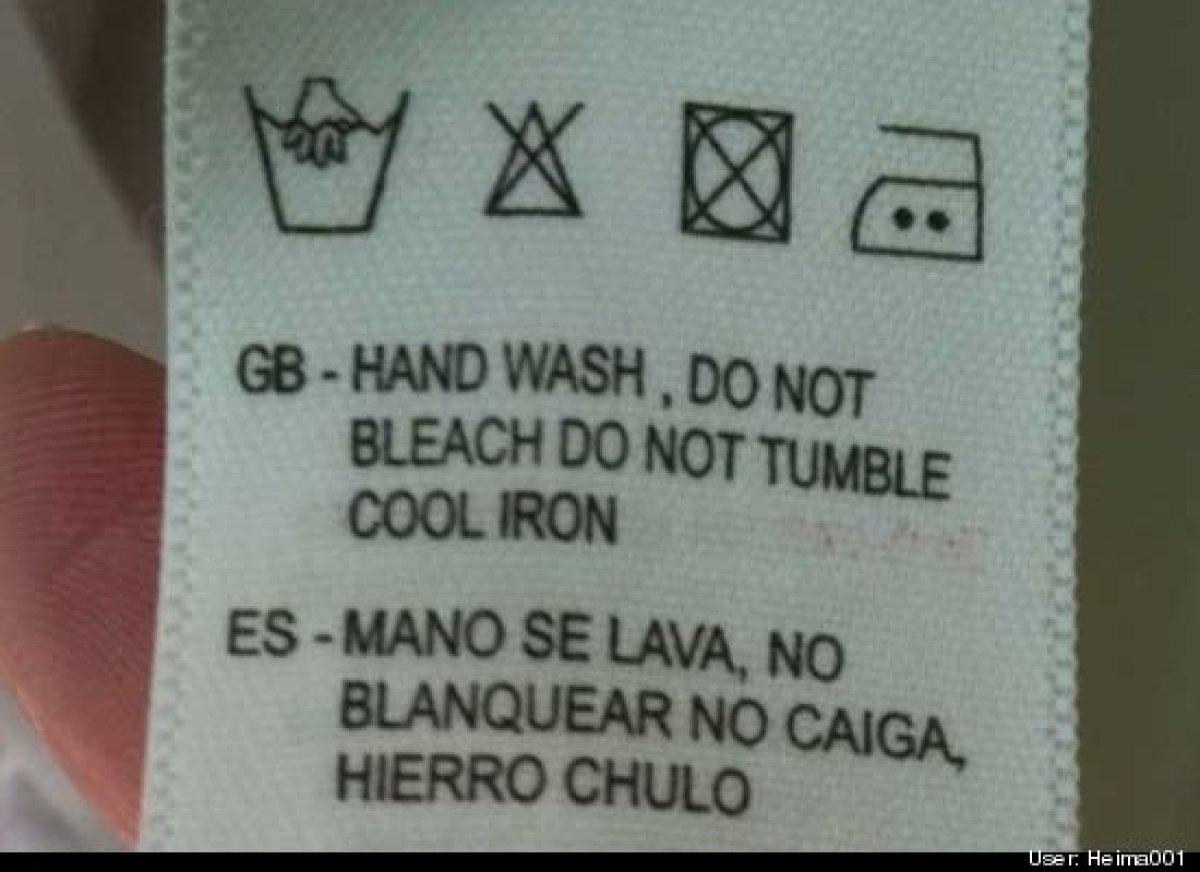 GB - HAND WASH , DO NOT
BLEACH DO NOT TUMBLE
COOL IRON
ES - MANO SE LAVA, NO
BLANQUEAR NO CAIGA,
HIERRO CHULO
User: Heima001